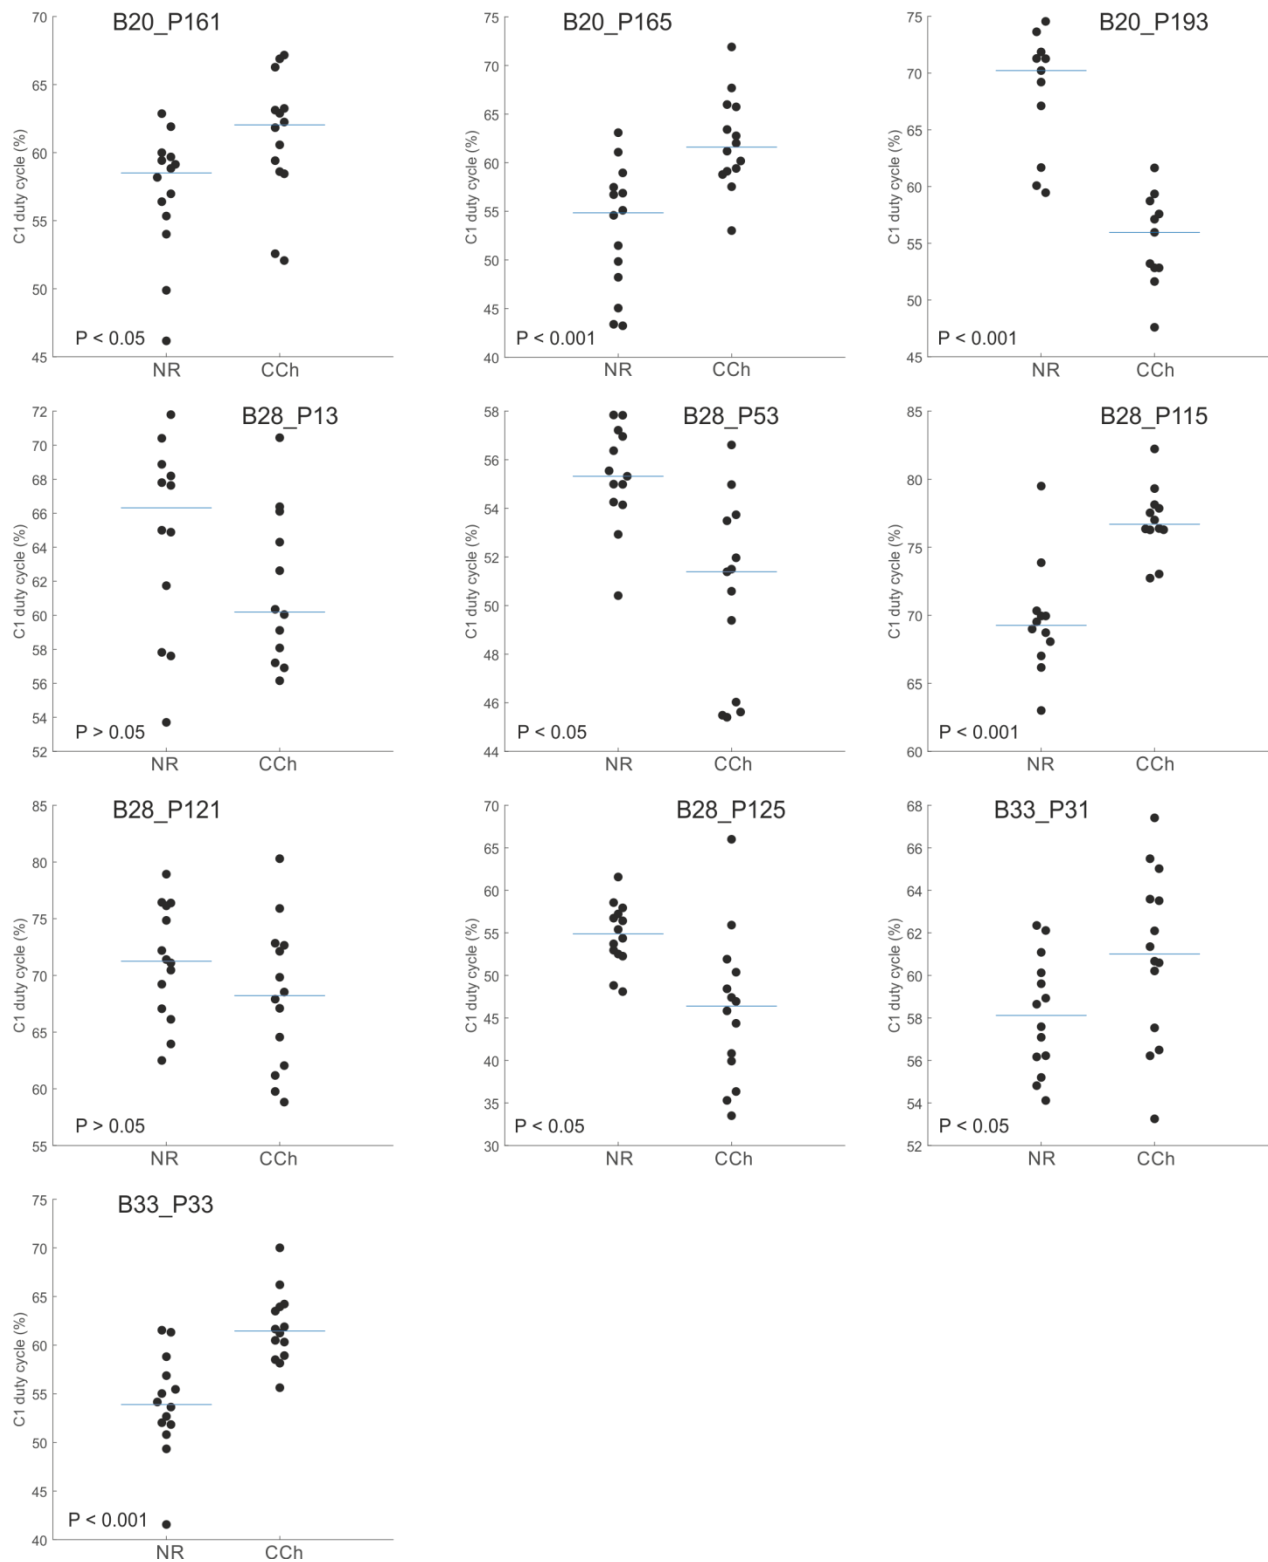 B20_P161
C1 duty cycle (%)
70
65
60
55
50
45
P < 0.05
NR CCh
B20_P165
C1 duty cycle (%)
75
70
65
60
55
50
45
40
P < 0.001
NR CCh
B20_P193
C1 duty cycle (%)
75
70
65
60
55
50
45
P < 0.001
NR CCh
B28_P13
C1 duty cycle (%)
72
70
68
66
64
62
60
58
56
54
52
P > 0.05
NR CCh
B28_P53
C1 duty cycle (%)
58
56
54
52
50
48
46
44
P < 0.05
NR CCh
B28_P115
C1 duty cycle (%)
85
80
75
70
65
60
P < 0.001
NR CCh
B28_P121
C1 duty cycle (%)
85
80
75
70
65
60
55
P > 0.05
NR CCh
B28_P125
C1 duty cycle (%)
70
65
60
55
50
45
40
35
30
P < 0.05
NR CCh
B33_P31
C1 duty cycle (%)
68
66
64
62
60
58
56
54
52
P < 0.05
NR CCh
B33_P33
C1 duty cycle (%)
75
70
65
60
55
50
45
40
P < 0.001
NR CCh